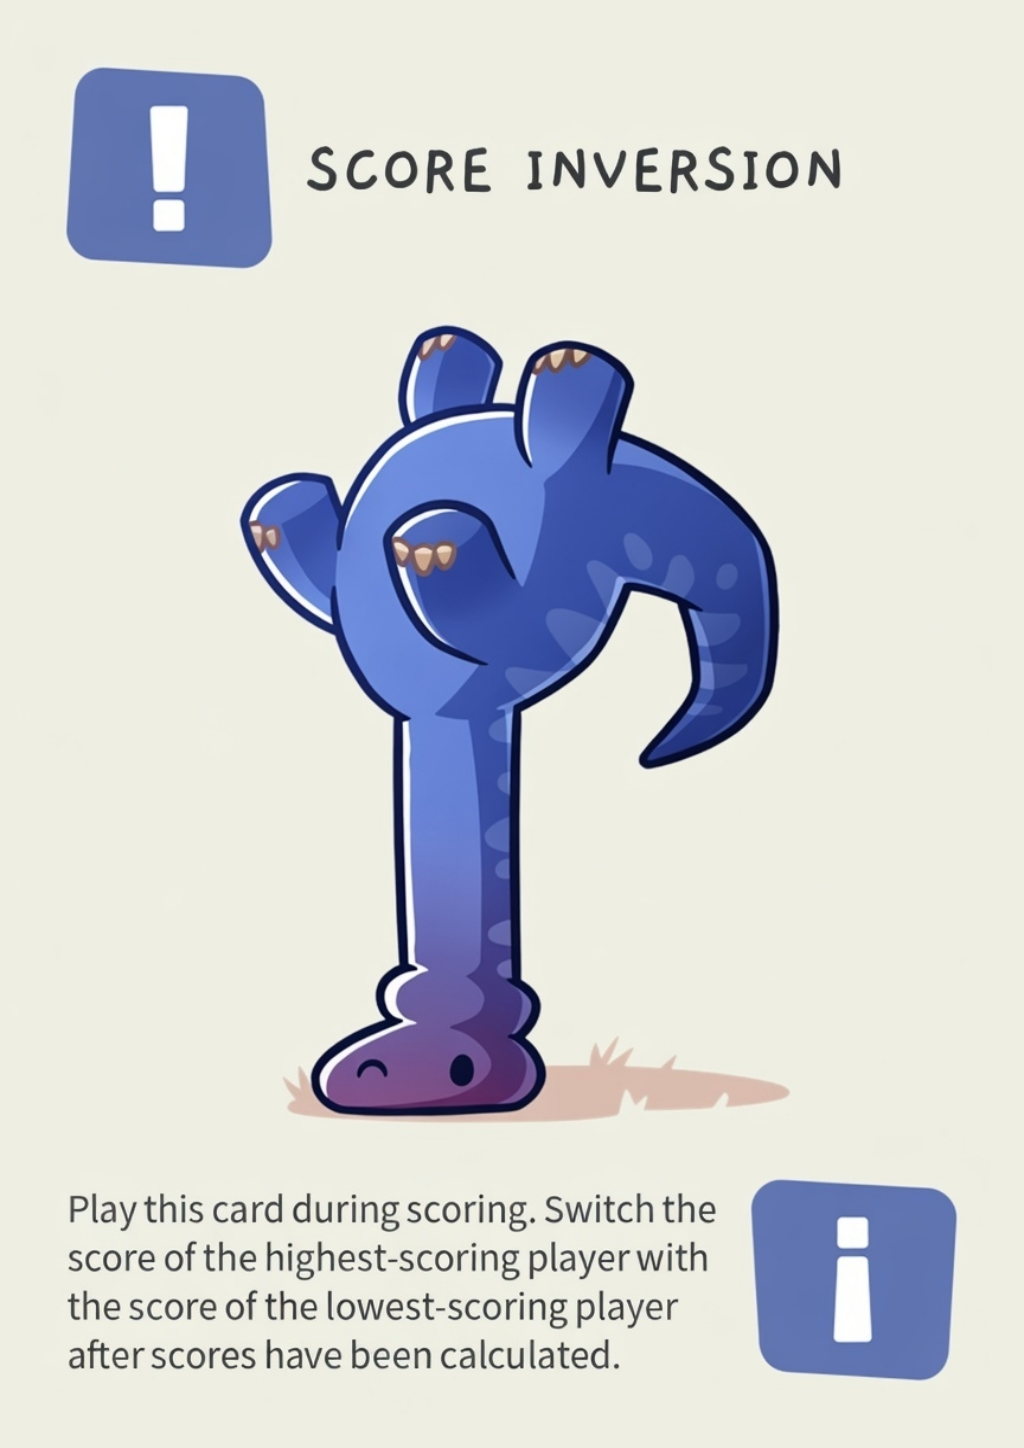 !
SCORE INVERSION
Play this card during scoring. Switch the
score of the highest-scoring player with
the score of the lowest-scoring player
after scores have been calculated.
¡